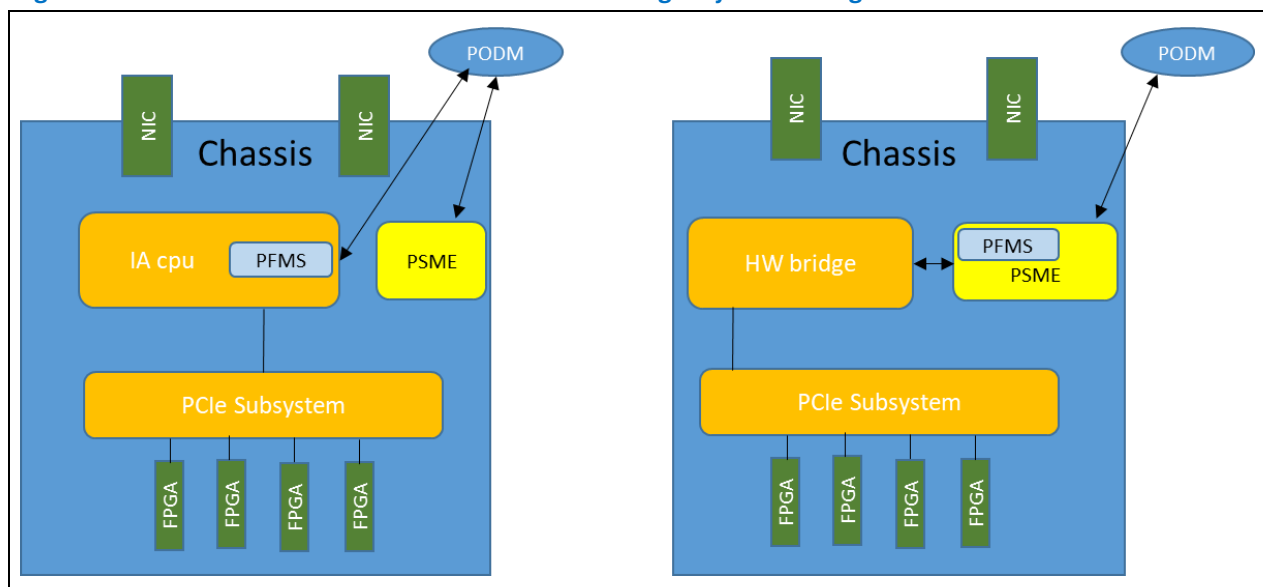 PODM
NIC
NIC
Chassis
IA cpu
PFMS
PSME
PCIe Subsystem
FPGA
FPGA
FPGA
FPGA
PODM
NIC
NIC
Chassis
HW bridge
PFMS
PSME
PCIe Subsystem
FPGA
FPGA
FPGA
FPGA